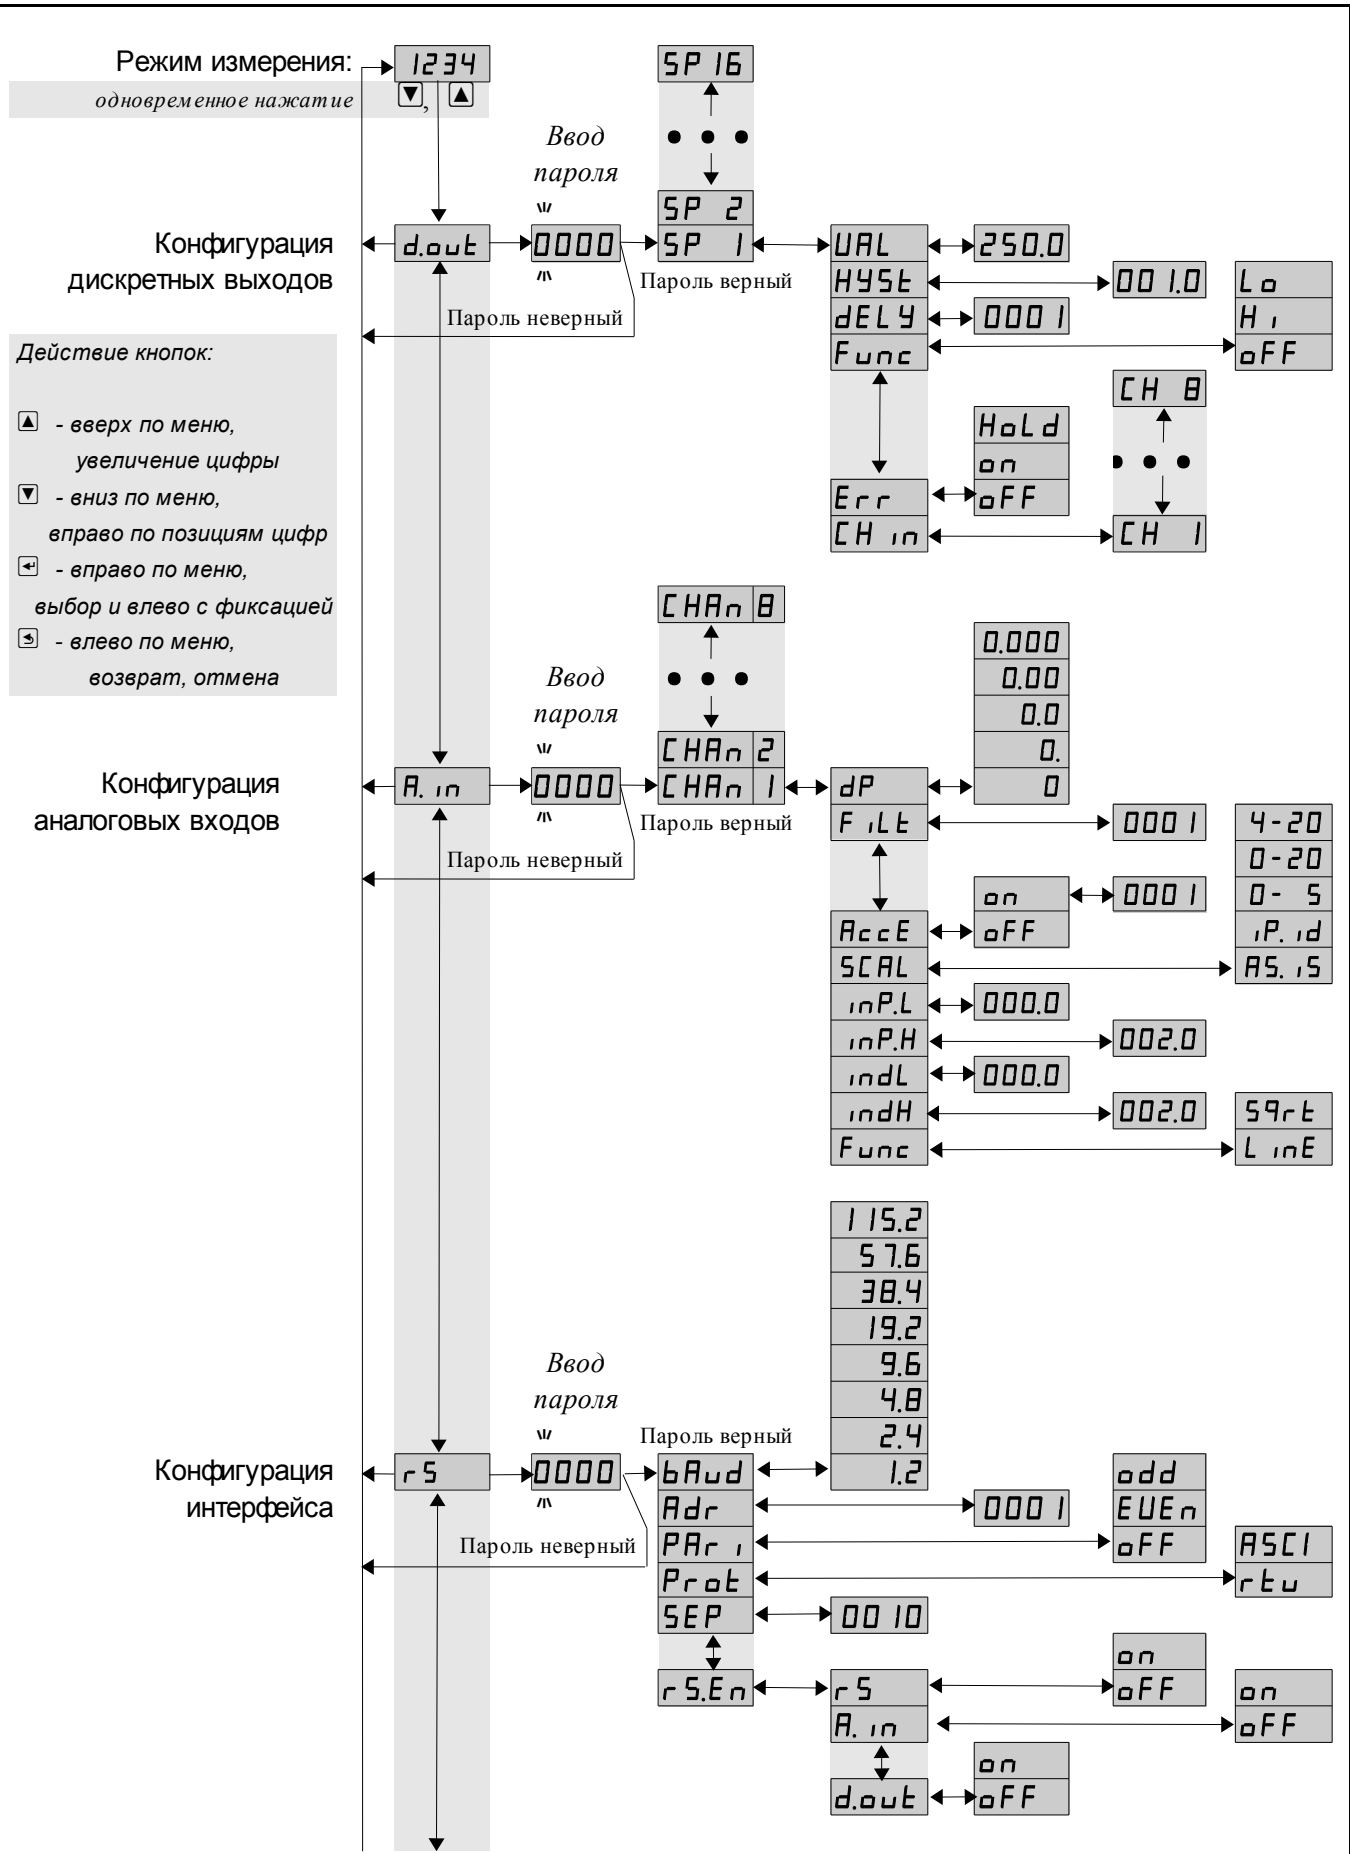 Режим измерения:
1234
одновременное нажатие
▼, ▲
SP 16
Ввод
пароля
SP 2
Конфигурация
дискретных выходов
d.out
0000
SP 1
UAL
250.0
Пароль верный
HYSt
001.0
Lo
Пароль неверный
dELY
0001
Hi
Func
oFF
Действие кнопок:
▲ - вверх по меню,
увеличение цифры
▼ - вниз по меню,
вправо по позициям цифр
- вправо по меню,
выбор и влево с фиксацией
- влево по меню,
возврат, отмена
CH 8
HoLd
on
Err
oFF
CH in
CH 1
CHAn 8
Ввод
пароля
CHAn 2
0.000
0.00
0.0
0.
Конфигурация
аналоговых входов
A. in
0000
CHAn 1
dP
0
Пароль верный
FiLt
0001
4-20
Пароль неверный
0-20
on
0001
0- 5
AccE
oFF
iP. id
SCAL
AS. iS
inP.L
000.0
inP.H
002.0
indL
000.0
indH
002.0
Sqrt
Func
LinE
115.2
57.6
38.4
19.2
9.6
4.8
2.4
1.2
Ввод
пароля
Пароль верный
Конфигурация
интерфейса
rS
0000
bAud
odd
Adr
0001
EUEn
Пароль неверный
PAr i
oFF
ASCI
Prot
rtu
SEP
0010
on
rS.En
rS
oFF
on
A. in
oFF
on
d.out
oFF